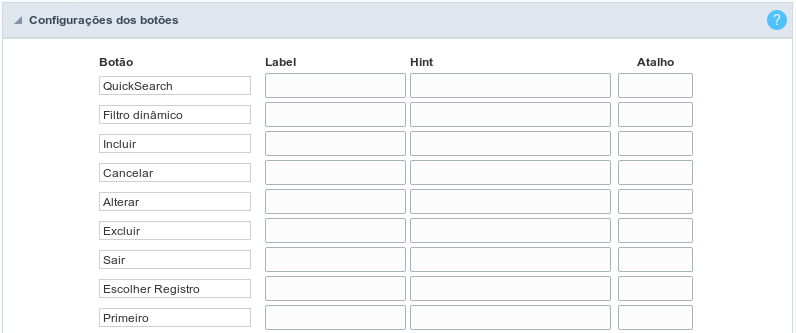 Configurações dos botões ?
Botão Label Hint Atalho
QuickSearch
Filtro dinâmico
Incluir
Cancelar
Alterar
Excluir
Sair
Escolher Registro
Primeiro